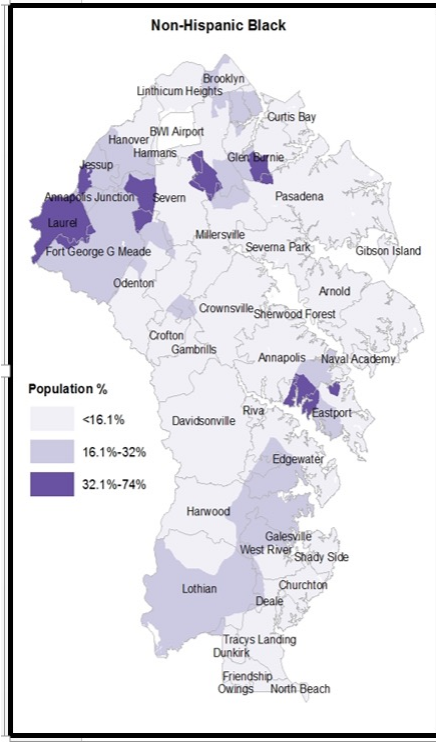 Non-Hispanic Black
Brooklyn
Linthicum Heights
Curtis Bay
BWI Airport
Hanover
Harmans
Glen Burnie
Jessup
Annapolis Junction
Severn
Pasadena
Laurel
Millersville
Severna Park
Gibson Island
Fort George G Meade
Odenton
Arnold
Crownsville
Sherwood Forest
Crofton
Gambrills
Annapolis
Naval Academy
Population %
<16.1%
16.1%-32%
32.1%-74%
Riva
Eastport
Davidsonville
Edgewater
Harwood
Galesville
West River
Shady Side
Lothian
Churchton
Deale
Tracys Landing
Dunkirk
Friendship
Owings
North Beach